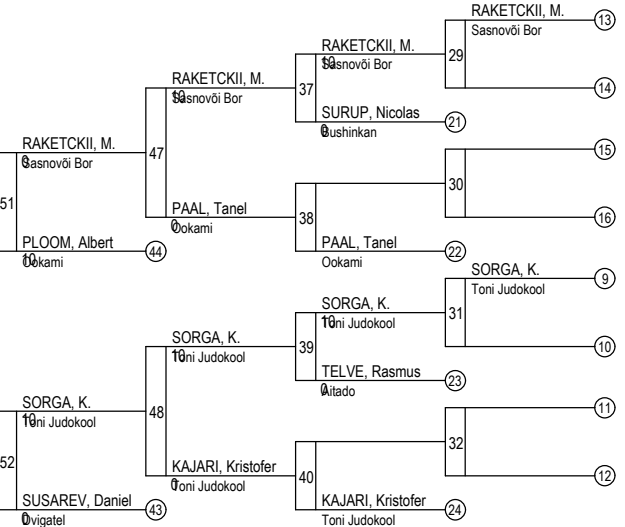 RAKETCKII, M.
13
Sasnovõi Bor
RAKETCKII, M.
29
10
Sasnovõi Bor
RAKETCKII, M.
37
14
10
Sasnovõi Bor
SURUP, Nicolas
21
0
Bushinkan
RAKETCKII, M.
47
15
0
Sasnovõi Bor
30
51
PAAL, Tanel
38
16
0
Ookami
PLOOM, Albert
44
PAAL, Tanel
22
10
Ookami
Ookami
SORGA, K.
9
Toni Judokool
SORGA, K.
31
10
Toni Judokool
SORGA, K.
39
10
10
Toni Judokool
TELVE, Rasmus
23
0
Aitado
SORGA, K.
48
11
10
Toni Judokool
32
52
KAJARI, Kristofer
40
12
0
Toni Judokool
SUSAREV, Daniel
43
KAJARI, Kristofer
24
0
Dvigatel
Toni Judokool